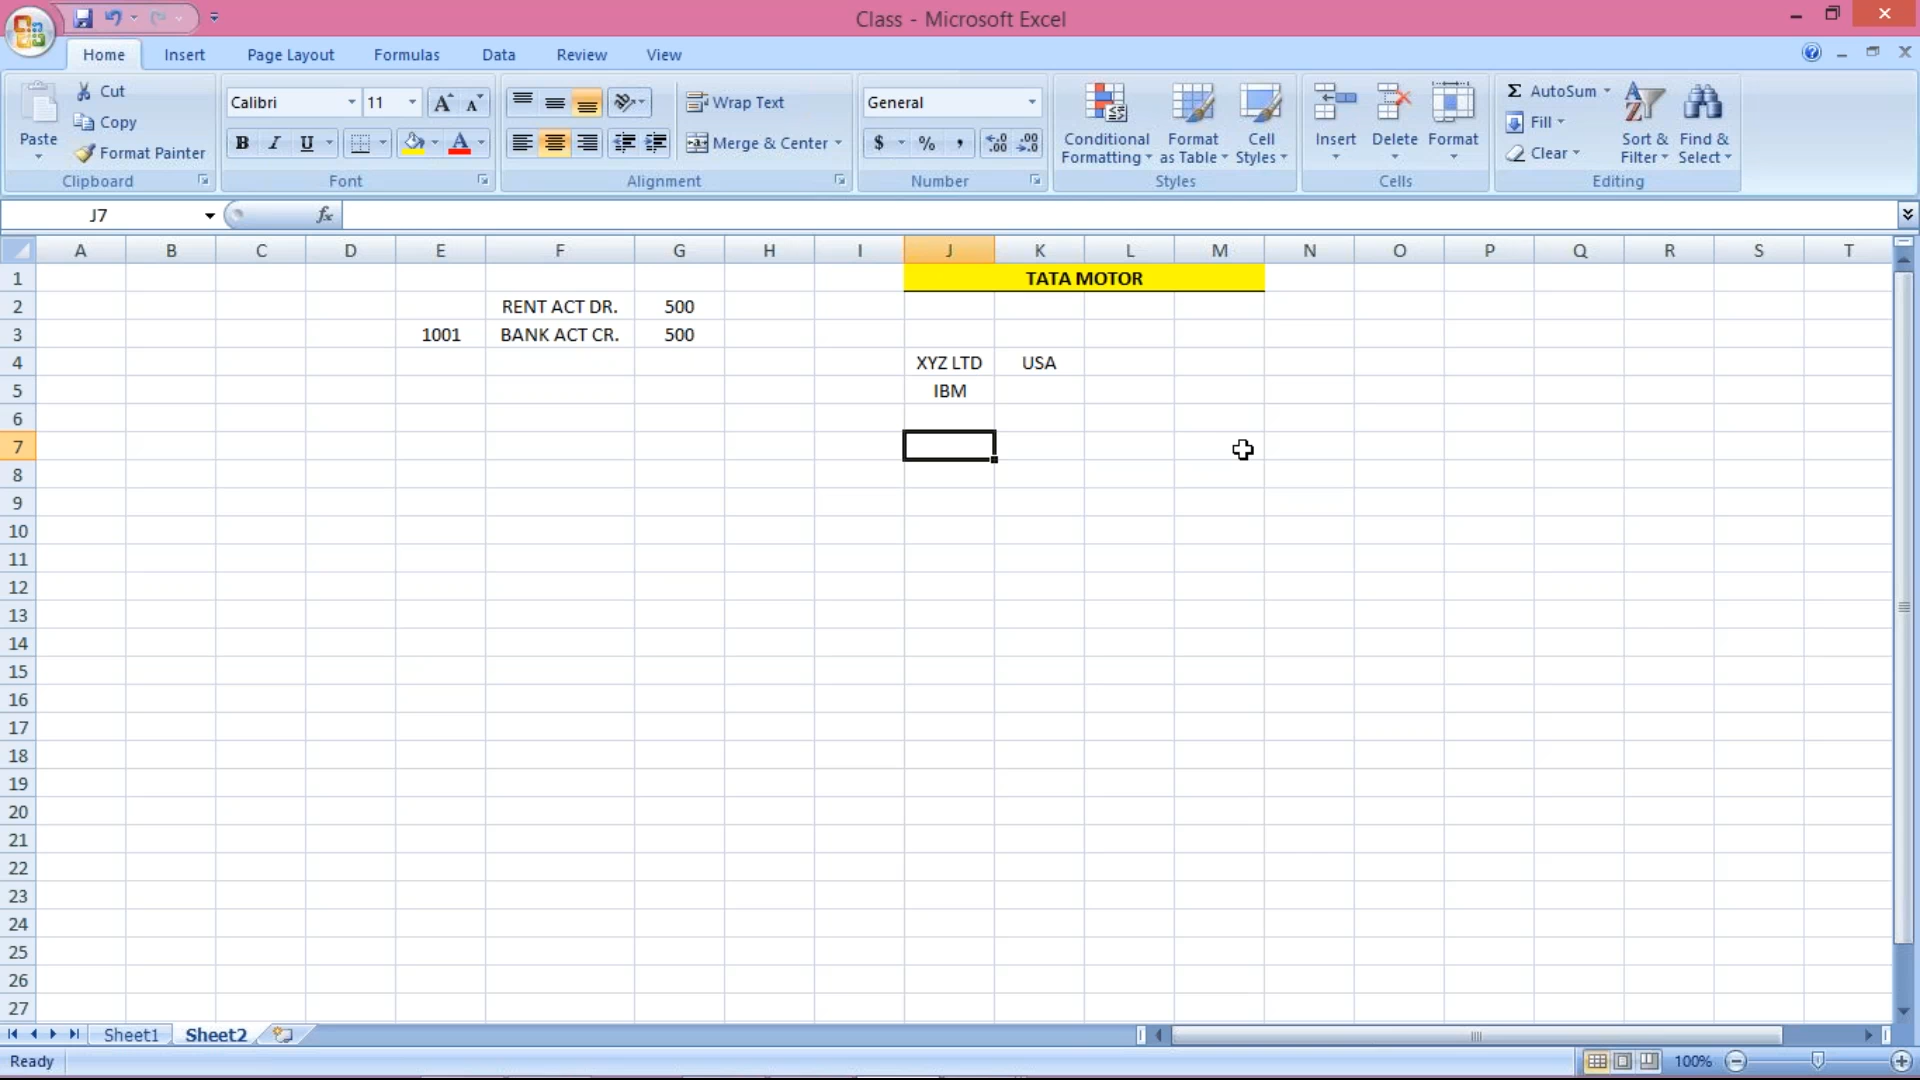 Class - Microsoft Excel
Home Insert Page Layout Formulas Data Review View
Paste
Cut
Copy
Format Painter
Clipboard
Calibri 11
B I U
Font
Wrap Text
Merge & Center
Alignment
General
$ % ,
Number
Conditional Formatting
Format as Table
Cell Styles
Styles
Insert Delete Format
Cells
Σ AutoSum
Fill
Clear
Sort & Filter
Find & Select
Editing
J7 fx
A B C D E F G H I J K L M N O P Q R S T
1 TATA MOTOR
2 RENT ACT DR. 500
3 1001 BANK ACT CR. 500
4 XYZ LTD USA
5 IBM
6
7
8
9
10
11
12
13
14
15
16
17
18
19
20
21
22
23
24
25
26
27
Sheet1 Sheet2
Ready 100%